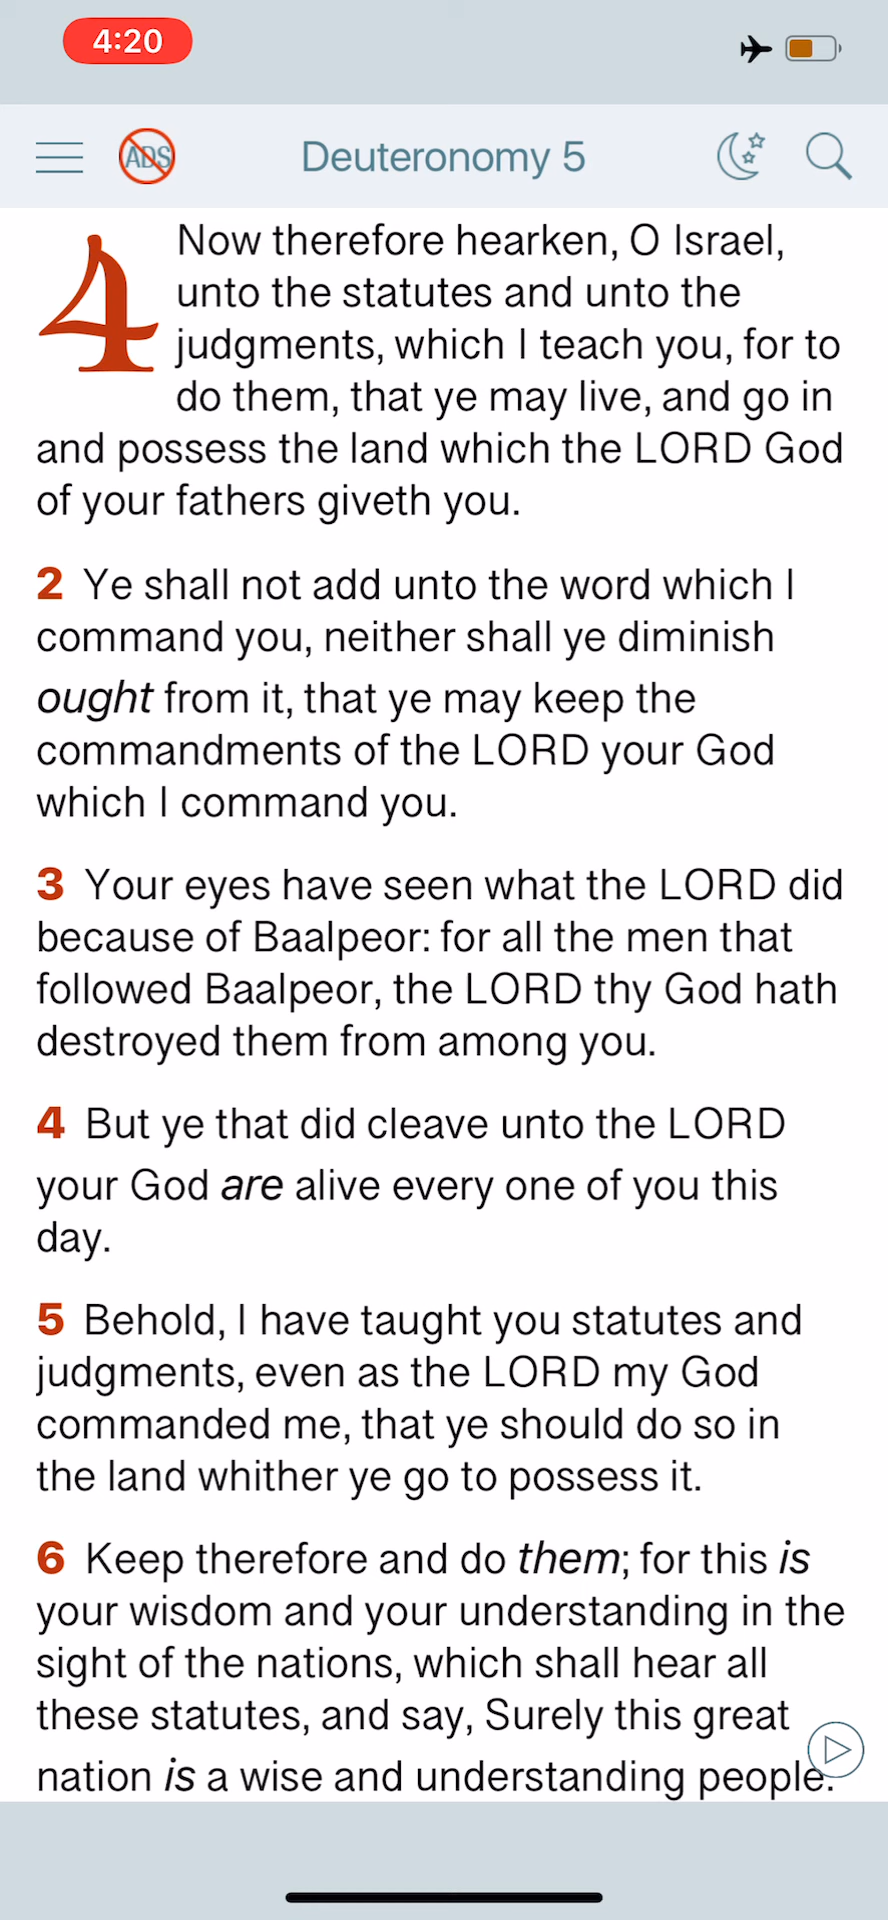 4:20
ADS
Deuteronomy 5
4 Now therefore hearken, O Israel,
unto the statutes and unto the
judgments, which I teach you, for to
do them, that ye may live, and go in
and possess the land which the LORD God
of your fathers giveth you.
2 Ye shall not add unto the word which I
command you, neither shall ye diminish
ought from it, that ye may keep the
commandments of the LORD your God
which I command you.
3 Your eyes have seen what the LORD did
because of Baalpeor: for all the men that
followed Baalpeor, the LORD thy God hath
destroyed them from among you.
4 But ye that did cleave unto the LORD
your God are alive every one of you this
day.
5 Behold, I have taught you statutes and
judgments, even as the LORD my God
commanded me, that ye should do so in
the land whither ye go to possess it.
6 Keep therefore and do them; for this is
your wisdom and your understanding in the
sight of the nations, which shall hear all
these statutes, and say, Surely this great
nation is a wise and understanding people.